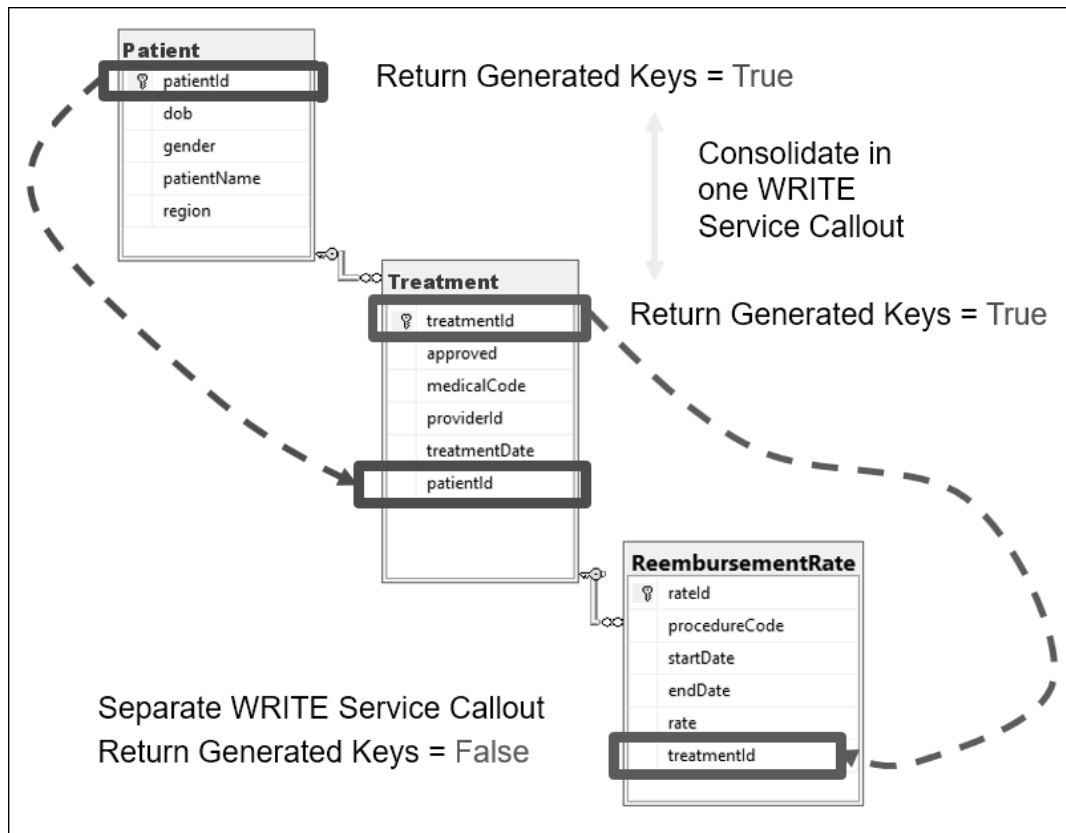 Patient
patientId
dob
gender
patientName
region
Return Generated Keys = True
Consolidate in
one WRITE
Service Callout
Return Generated Keys = True
Treatment
treatmentId
approved
medicalCode
providerId
treatmentDate
patientId
ReembursementRate
rateId
procedureCode
startDate
endDate
rate
treatmentId
Separate WRITE Service Callout
Return Generated Keys = False